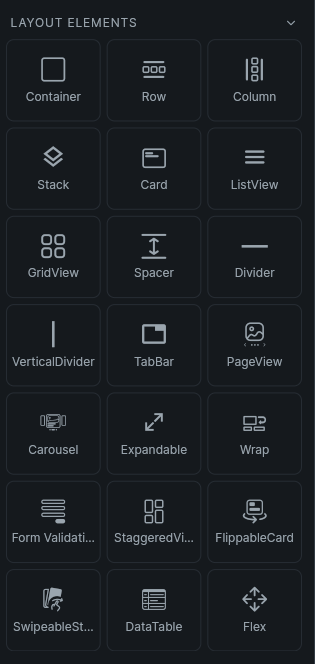 LAYOUT ELEMENTS
Container Row Column
Stack Card ListView
GridView Spacer Divider
VerticalDivider TabBar PageView
Carousel Expandable Wrap
Form Validati... StaggeredVi... FlippableCard
SwipeableSt... DataTable Flex